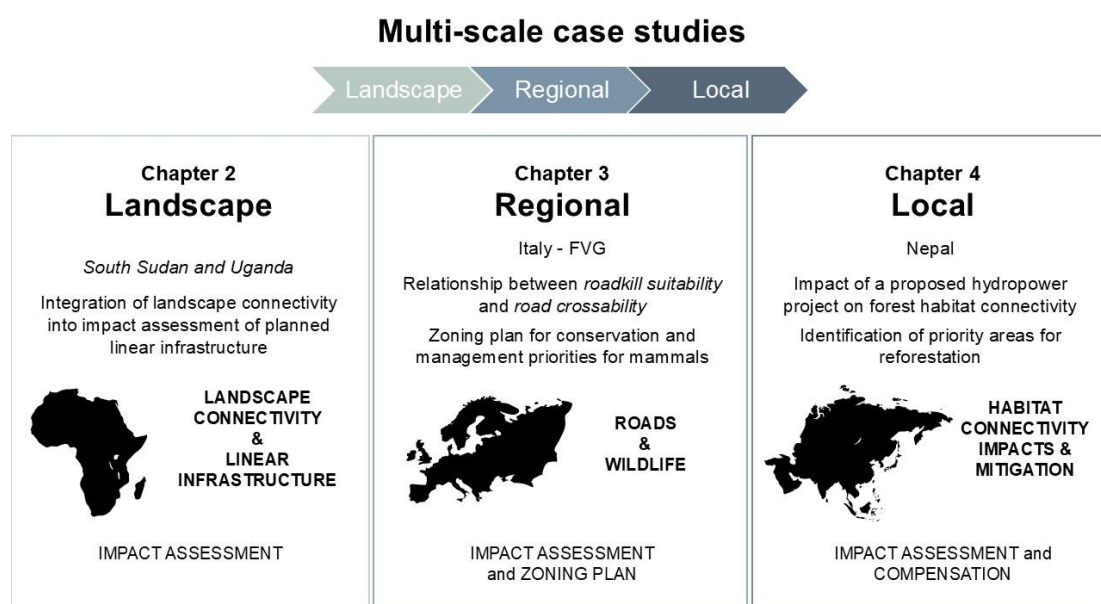 Multi-scale case studies
Landscape
Regional
Local
Chapter 2
Landscape
South Sudan and Uganda
Integration of landscape connectivity
into impact assessment of planned
linear infrastructure
LANDSCAPE
CONNECTIVITY
&
LINEAR
INFRASTRUCTURE
IMPACT ASSESSMENT
Chapter 3
Regional
Italy - FVG
Relationship between roadkill suitability
and road crossability
Zoning plan for conservation and
management priorities for mammals
ROADS
&
WILDLIFE
IMPACT ASSESSMENT
and ZONING PLAN
Chapter 4
Local
Nepal
Impact of a proposed hydropower
project on forest habitat connectivity
Identification of priority areas for
reforestation
HABITAT
CONNECTIVITY
IMPACTS &
MITIGATION
IMPACT ASSESSMENT and
COMPENSATION